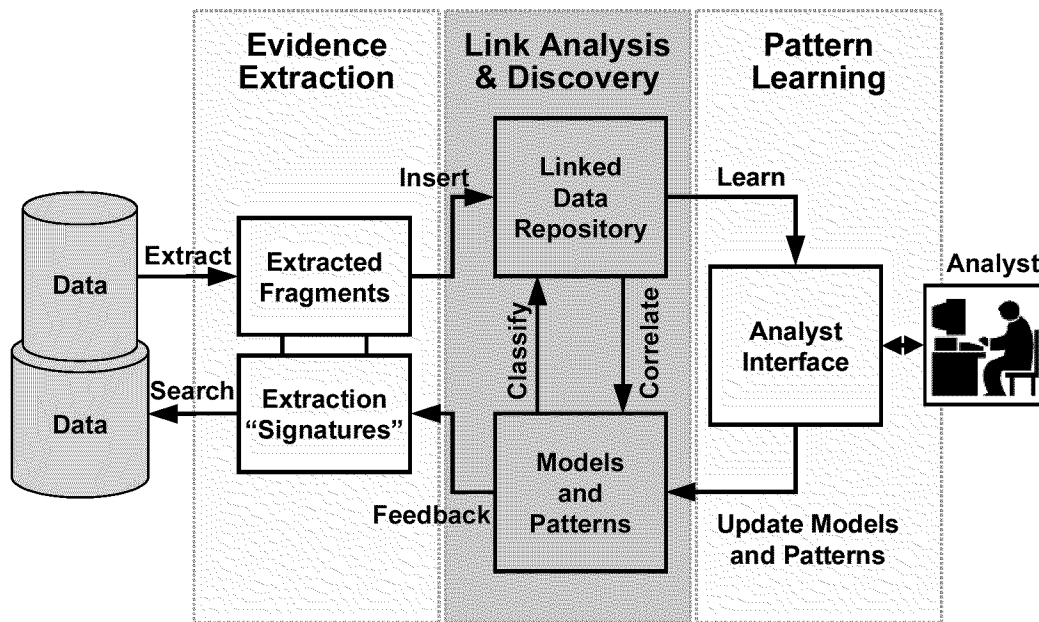 Evidence
Extraction
Link Analysis
& Discovery
Pattern
Learning
Insert
Linked
Data
Repository
Learn
Data
Extract
Extracted
Fragments
Classify
Correlate
Analyst
Interface
Analyst
Data
Search
Extraction
“Signatures”
Feedback
Models
and
Patterns
Update Models
and Patterns